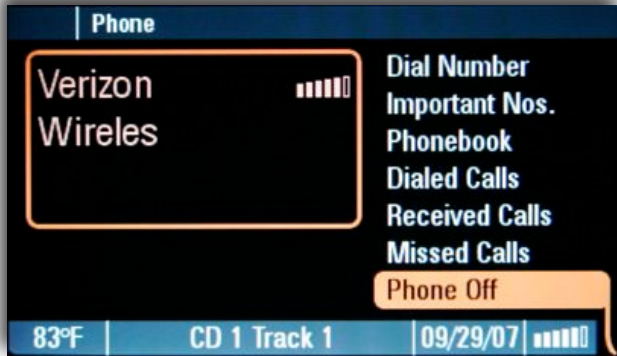 Phone
Verizon
Wireles
Dial Number
Important Nos.
Phonebook
Dialed Calls
Received Calls
Missed Calls
Phone Off
83°F CD 1 Track 1 09/29/07